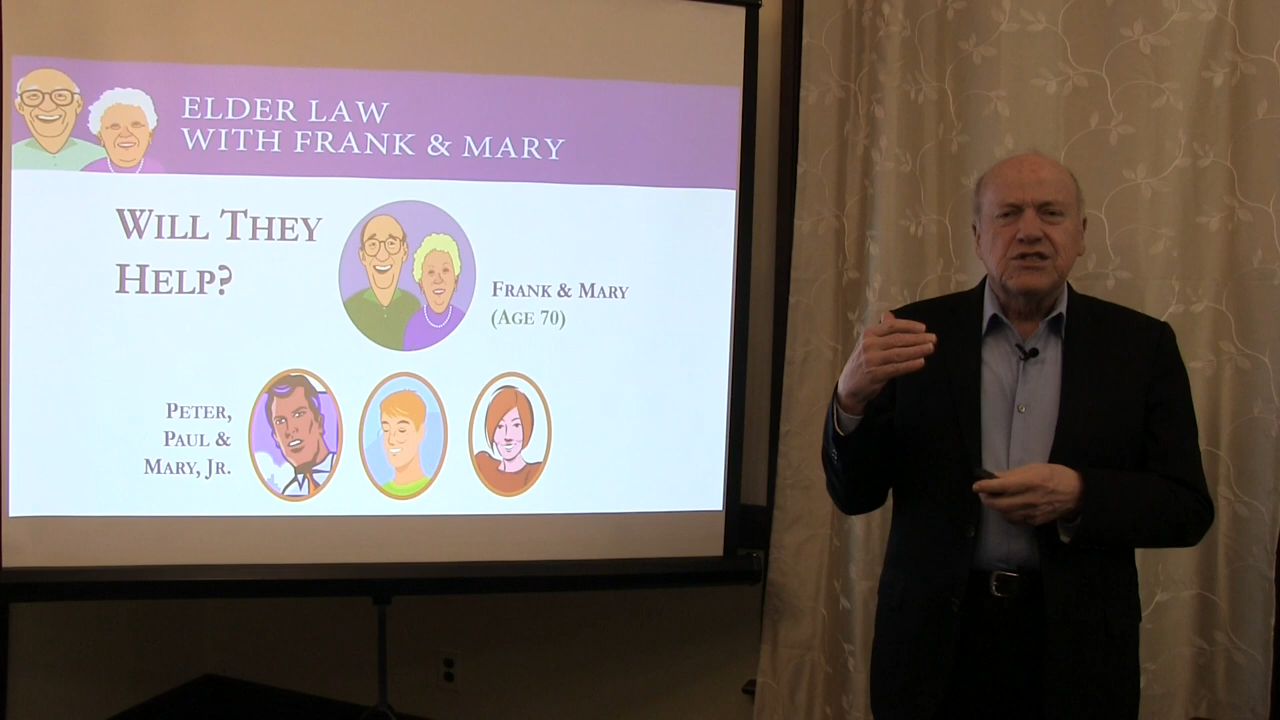 ELDER LAW
WITH FRANK & MARY
WILL THEY
HELP?
FRANK & MARY
(AGE 70)
PETER,
PAUL &
MARY, JR.